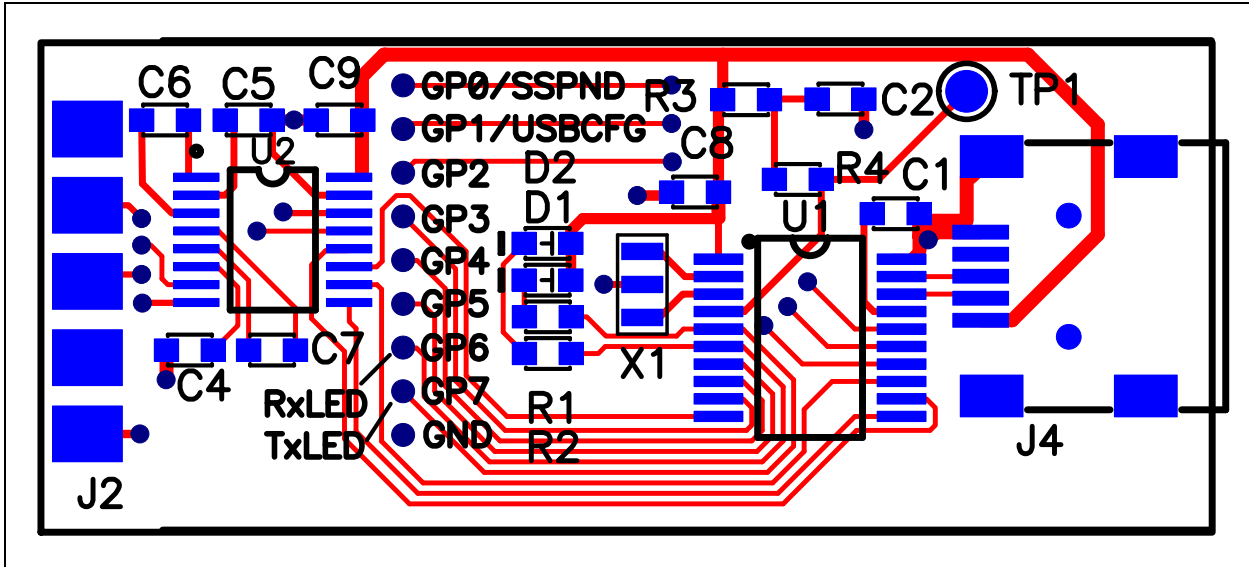 C6 C5 C9
GP0/SSPND R3 C2 TP1
GP1/USBCFG
U2 GP2 D2 C8 R4 C1
GP3 D1 U1
GP4
GP5
C7 GP6 X1
C4 GP7
RxLED R1
TxLED GND R2 J4
J2